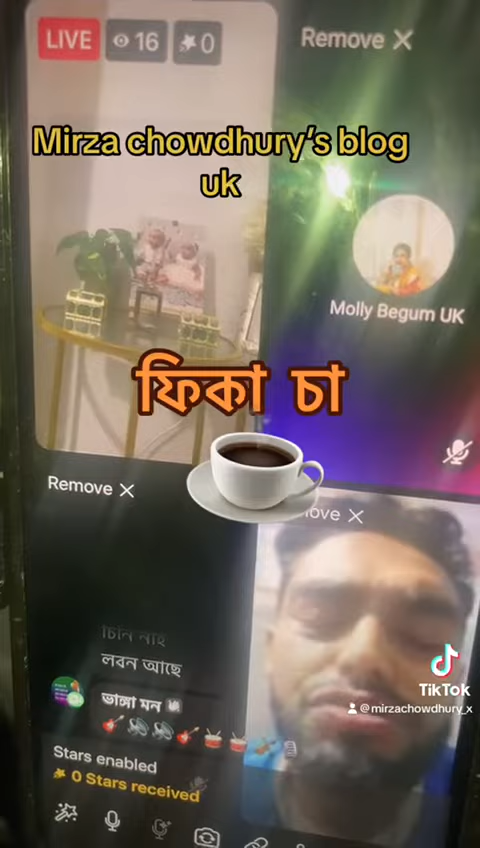 LIVE 16 0
Remove X
Mirza chowdhury's blog
uk
Molly Begum UK
ফিকা চা
Remove X
ove X
চিনি নাই
লবন আছে
ভাঙ্গা মন
Stars enabled
0 Stars received
TikTok
@mirzachowdhury_x